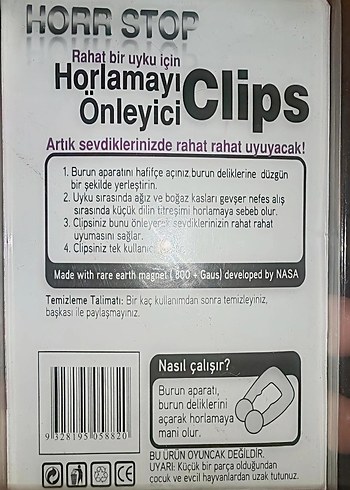 HORR STOP
Rahat bir uyku için
Horlamayı
Önleyici
Clips
Artık sevdiklerinizde rahat rahat uyuyacak!
1. Burun aparatını hafifçe açınız.burun deliklerine düzgün
bir şekilde yerleştirin.
2. Uyku sırasında ağız ve boğaz kasları gevşer nefes alış
sırasında küçük dilin titreşimi horlamaya sebeb olur.
3. Clipsiniz bunu önleyerek sevdiklerinizin rahat rahat
uyumasını sağlar.
4. Clipsiniz tek
Made with rare earth magnet ( 800 + Gaus) developed by NASA
Temizleme Talimatı: Bir kaç kullanımdan sonra temizleyiniz,
başkası ile paylaşmayınız.
9 328195 058820
Nasıl çalışır?
Burun aparatı,
burun deliklerini
açarak horlamaya
mani olur.
BU ÜRÜN OYUNCAK DEĞİLDİR.
UYARI: Küçük bir parça olduğundan
çocuk ve evcil hayvanlardan uzak tutunuz.